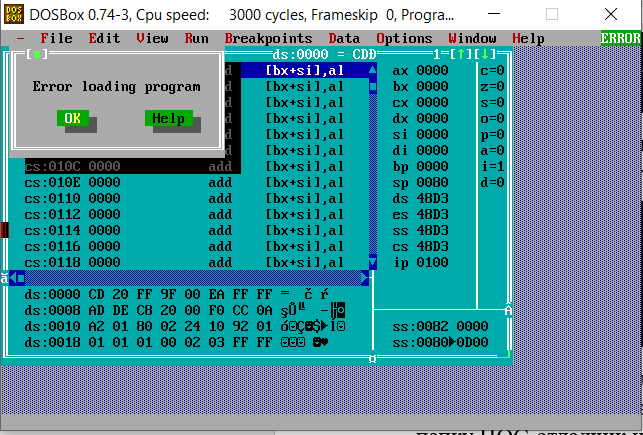 DOSBox 0.74-3, Cpu speed: 3000 cycles, Frameskip 0, Progra...
File Edit View Run Breakpoints Data Options Window Help ERROR
ds:0000 = CDD 1
Error loading program
OK Help
d [bx+si],al ax 0000 c=0
[bx+si],al bx 0000 z=0
[bx+si],al cx 0000 s=0
[bx+si],al dx 0000 o=0
[bx+si],al si 0000 p=0
[bx+si],al di 0000 a=0
cs:010C 0000 add [bx+si],al bp 0000 i=1
cs:010E 0000 add [bx+si],al sp 0080 d=0
cs:0110 0000 add [bx+si],al ds 48D3
cs:0112 0000 add [bx+si],al es 48D3
cs:0114 0000 add [bx+si],al ss 48D3
cs:0116 0000 add [bx+si],al cs 48D3
cs:0118 0000 add [bx+si],al ip 0100
ds:0000 CD 20 FF 9F 00 EA FF FF
ds:0008 AD DE C8 20 00 F0 CC 0A
ds:0010 A2 01 80 02 24 10 92 01 ss:0082 0000
ds:0018 01 01 01 00 02 03 FF FF ss:0080 0D00